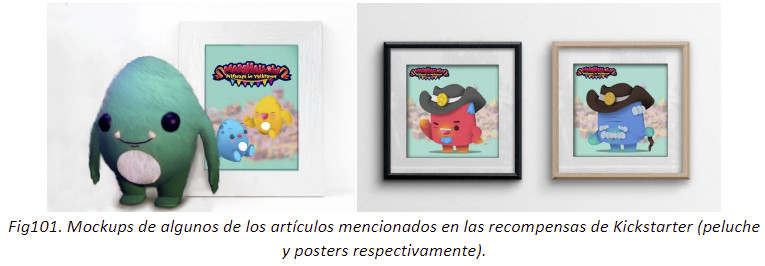 Fig101. Mockups de algunos de los artículos mencionados en las recompensas de Kickstarter (peluche
y posters respectivamente).